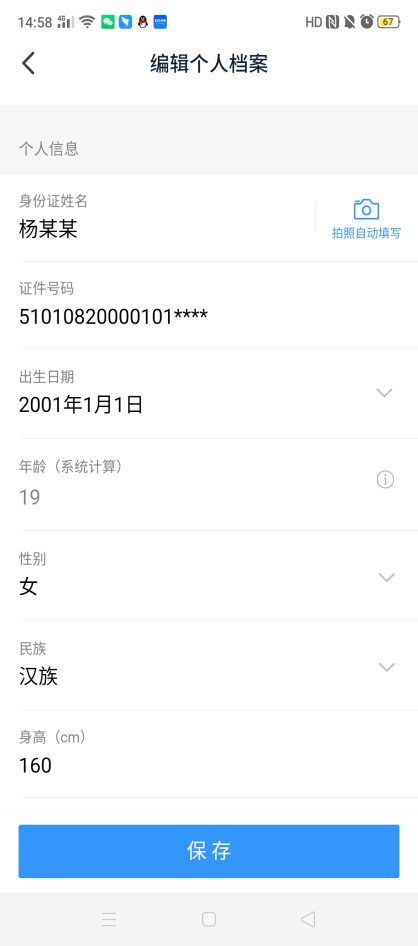 14:58 4G HD 67
编辑个人档案
个人信息
身份证姓名
杨某某
拍照自动填写
证件号码
51010820000101****
出生日期
2001年1月1日
年龄（系统计算）
19
性别
女
民族
汉族
身高（cm）
160
保存